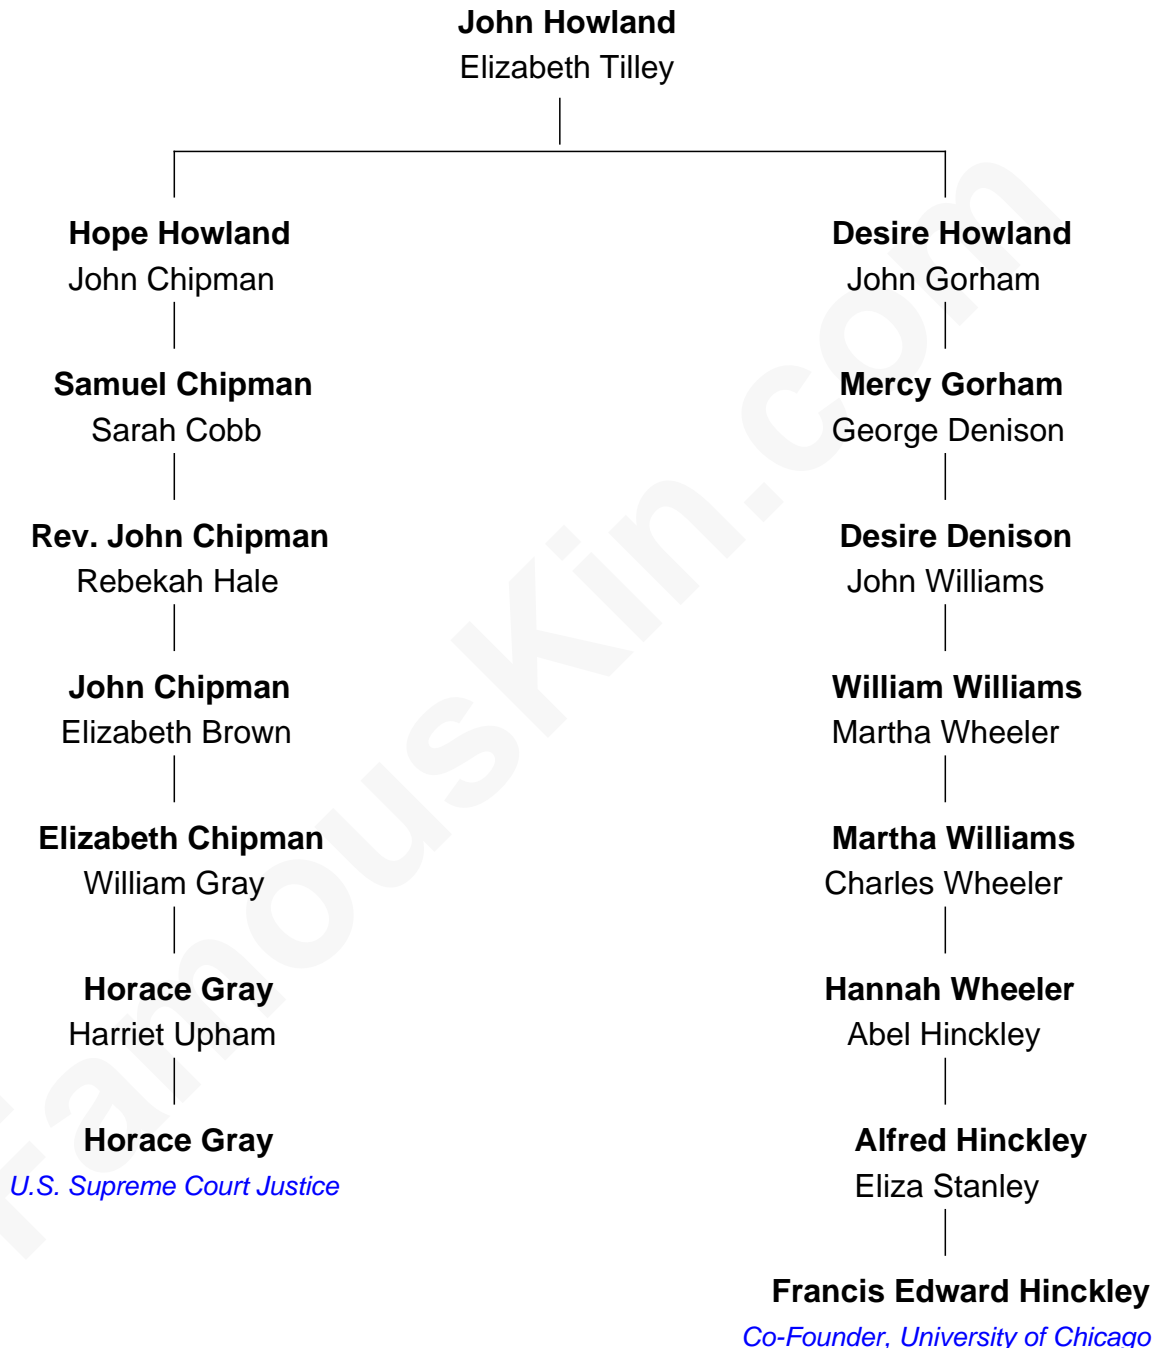 John Howland
Elizabeth Tilley
Hope Howland
John Chipman
Desire Howland
John Gorham
Samuel Chipman
Sarah Cobb
Mercy Gorham
George Denison
Rev. John Chipman
Rebekah Hale
Desire Denison
John Williams
John Chipman
Elizabeth Brown
William Williams
Martha Wheeler
Elizabeth Chipman
William Gray
Martha Williams
Charles Wheeler
Horace Gray
Harriet Upham
Hannah Wheeler
Abel Hinckley
Horace Gray
U.S. Supreme Court Justice
Alfred Hinckley
Eliza Stanley
Francis Edward Hinckley
Co-Founder, University of Chicago
FamousKin.com